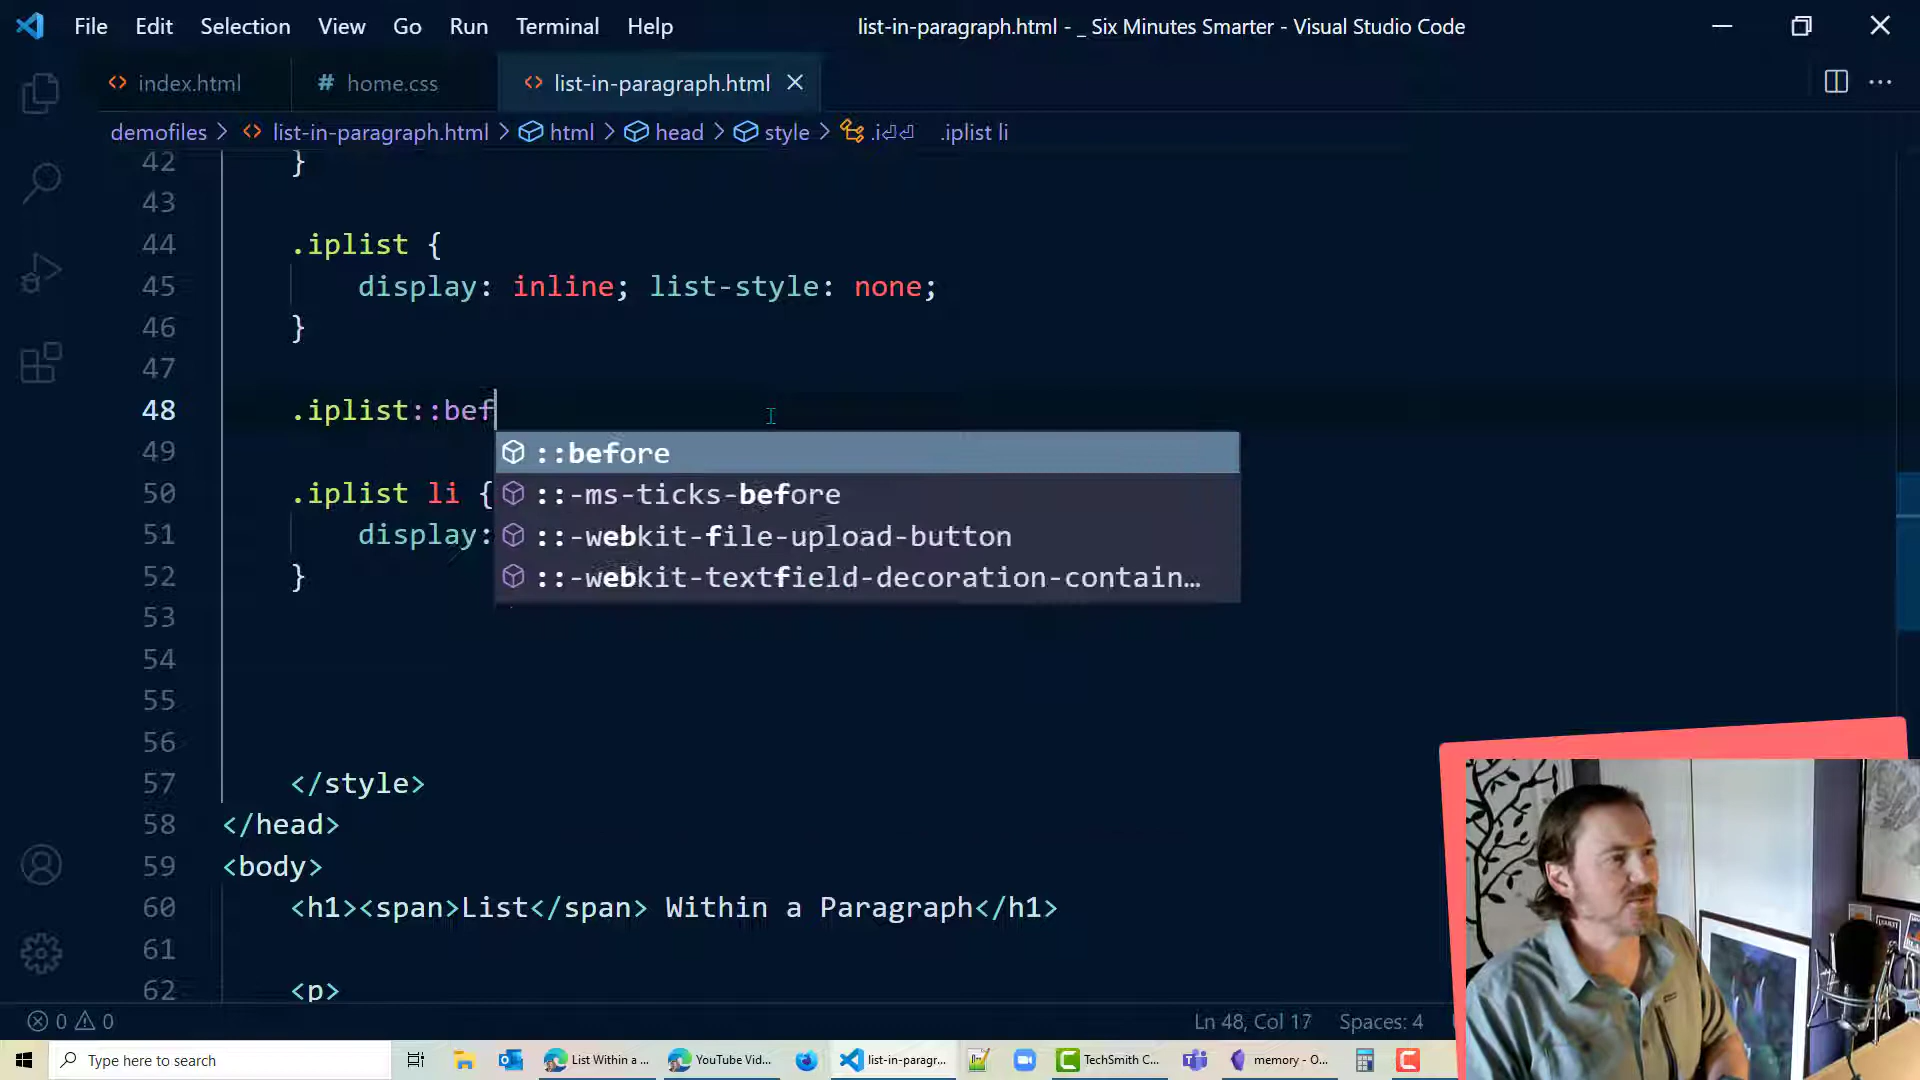 File Edit Selection View Go Run Terminal Help list-in-paragraph.html - _ Six Minutes Smarter - Visual Studio Code
index.html # home.css list-in-paragraph.html
demofiles > list-in-paragraph.html > html > head > style > .i⏎⏎ .iplist li
42 }
43
44 .iplist {
45 display: inline; list-style: none;
46 }
47
48 .iplist::bef
::before
49
::-ms-ticks-before
50 .iplist li {
::-webkit-file-upload-button
51 display:
::-webkit-textfield-decoration-contain…
52 }
53
54
55
56
57 </style>
58 </head>
59 <body>
60 <h1><span>List</span> Within a Paragraph</h1>
61
62 <p>
0 0 Ln 48, Col 17 Spaces: 4
Type here to search List Within a ... YouTube Vid... list-in-paragr... TechSmith C... memory - O...